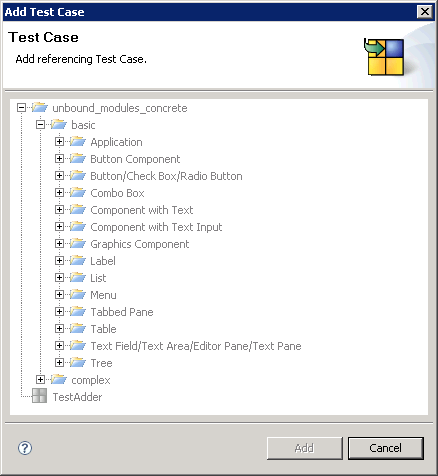 Add Test Case
Test Case
Add referencing Test Case.
unbound_modules_concrete
basic
Application
Button Component
Button/Check Box/Radio Button
Combo Box
Component with Text
Component with Text Input
Graphics Component
Label
List
Menu
Tabbed Pane
Table
Text Field/Text Area/Editor Pane/Text Pane
Tree
complex
TestAdder
? Add Cancel